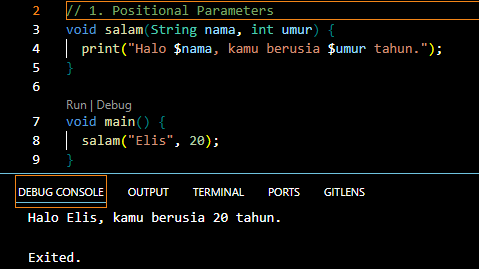 2 // 1. Positional Parameters
3 void salam(String nama, int umur) {
4 print("Halo $nama, kamu berusia $umur tahun.");
5 }
6
Run | Debug
7 void main() {
8 salam("Elis", 20);
9 }
DEBUG CONSOLE OUTPUT TERMINAL PORTS GITLENS
Halo Elis, kamu berusia 20 tahun.
Exited.